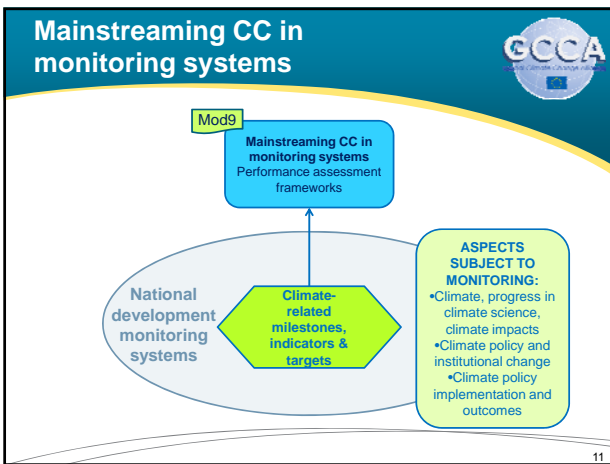 Mainstreaming CC in
monitoring systems
GCCA
Mod9
Mainstreaming CC in
monitoring systems
Performance assessment
frameworks
National
development
monitoring
systems
Climate-
related
milestones,
indicators &
targets
ASPECTS
SUBJECT TO
MONITORING:
•Climate, progress in
climate science,
climate impacts
•Climate policy and
institutional change
•Climate policy
implementation and
outcomes
11